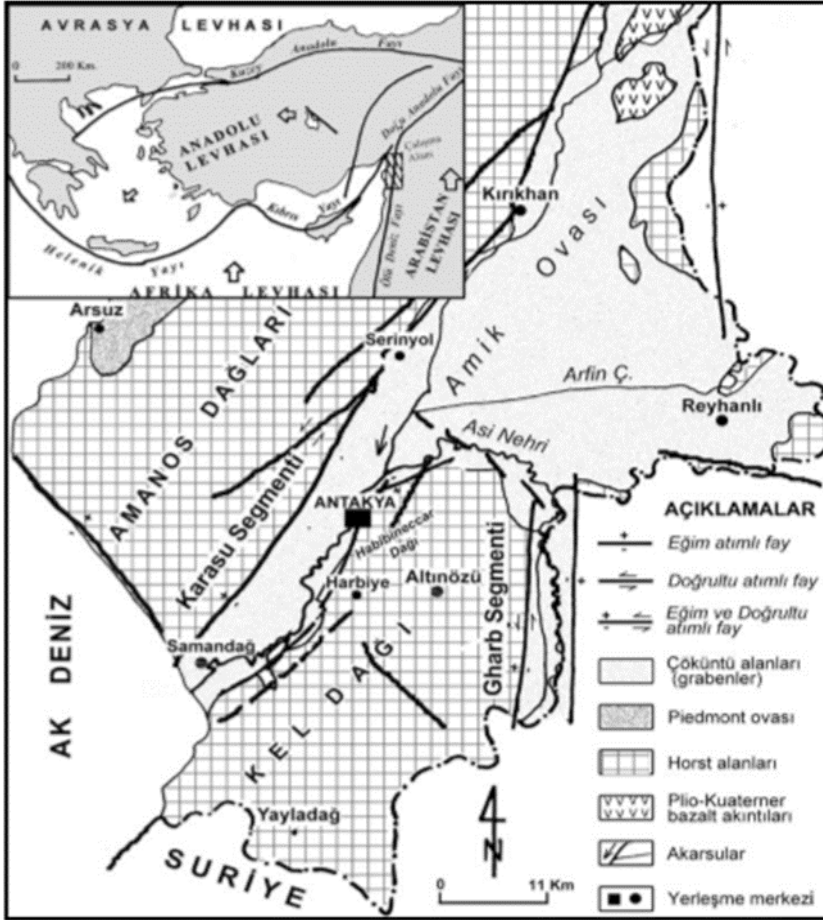 AVRASYA LEVHASI
0 200 Km.
Kuzey Anadolu Fayı
Doğu Anadolu Fayı
ANADOLU
LEVHASI
Çalışma
Alanı
Kıbrıs Yayı
Helenik Yayı
Ölü Deniz Fayı
ARABİSTAN
LEVHASI
AFRİKA LEVHASI
Kırıkhan
Amik Ovası
Arsuz
AMANOS DAĞLARI
Serinyol
Arfin Ç.
Reyhanlı
Asi Nehri
Karasu Segmenti
ANTAKYA
Habibineccar
Dağı
Harbiye
Altınözü
Gharb Segmenti
AK DENİZ
Samandağ
KEL DAĞI
Yayladağ
SURİYE
N
0 11 Km
AÇIKLAMALAR
Eğim atımlı fay
Doğrultu atımlı fay
Eğim ve Doğrultu
atımlı fay
Çöküntü alanları
(grabenler)
Piedmont ovası
Horst alanları
Plio-Kuaterner
bazalt akıntıları
Akarsular
Yerleşme merkezi